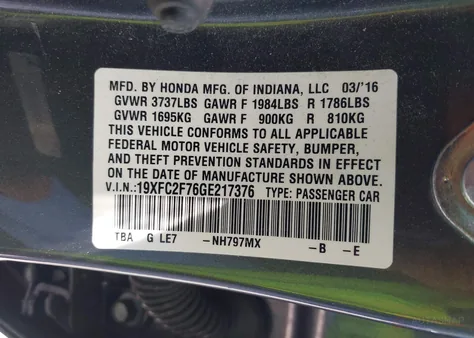 MFD. BY HONDA MFG. OF INDIANA, LLC 03/'16
GVWR 3737LBS GAWR F 1984LBS R 1786LBS
GVWR 1695KG GAWR F 900KG R 810KG
THIS VEHICLE CONFORMS TO ALL APPLICABLE
FEDERAL MOTOR VEHICLE SAFETY, BUMPER,
AND THEFT PREVENTION STANDARDS IN EFFECT
ON THE DATE OF MANUFACTURE SHOWN ABOVE.
V.I.N.:19XFC2F76GE217376 TYPE: PASSENGER CAR
TBA G LE7 -NH797MX -B -E